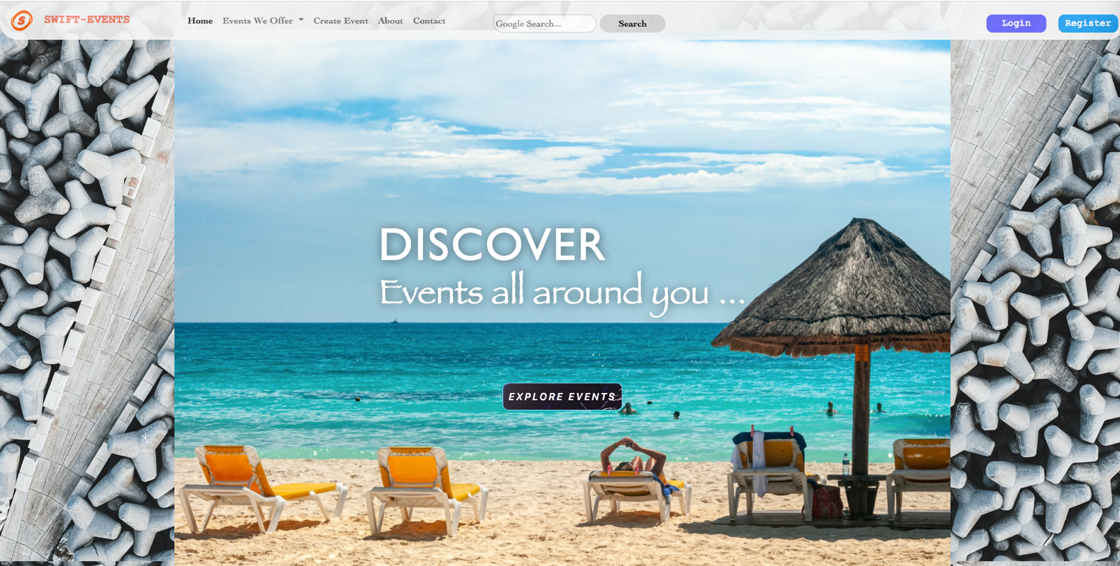 S SWIFT-EVENTS
Home Events We Offer Create Event About Contact
Google Search... Search
Login Register
DISCOVER
Events all around you ...
EXPLORE EVENTS